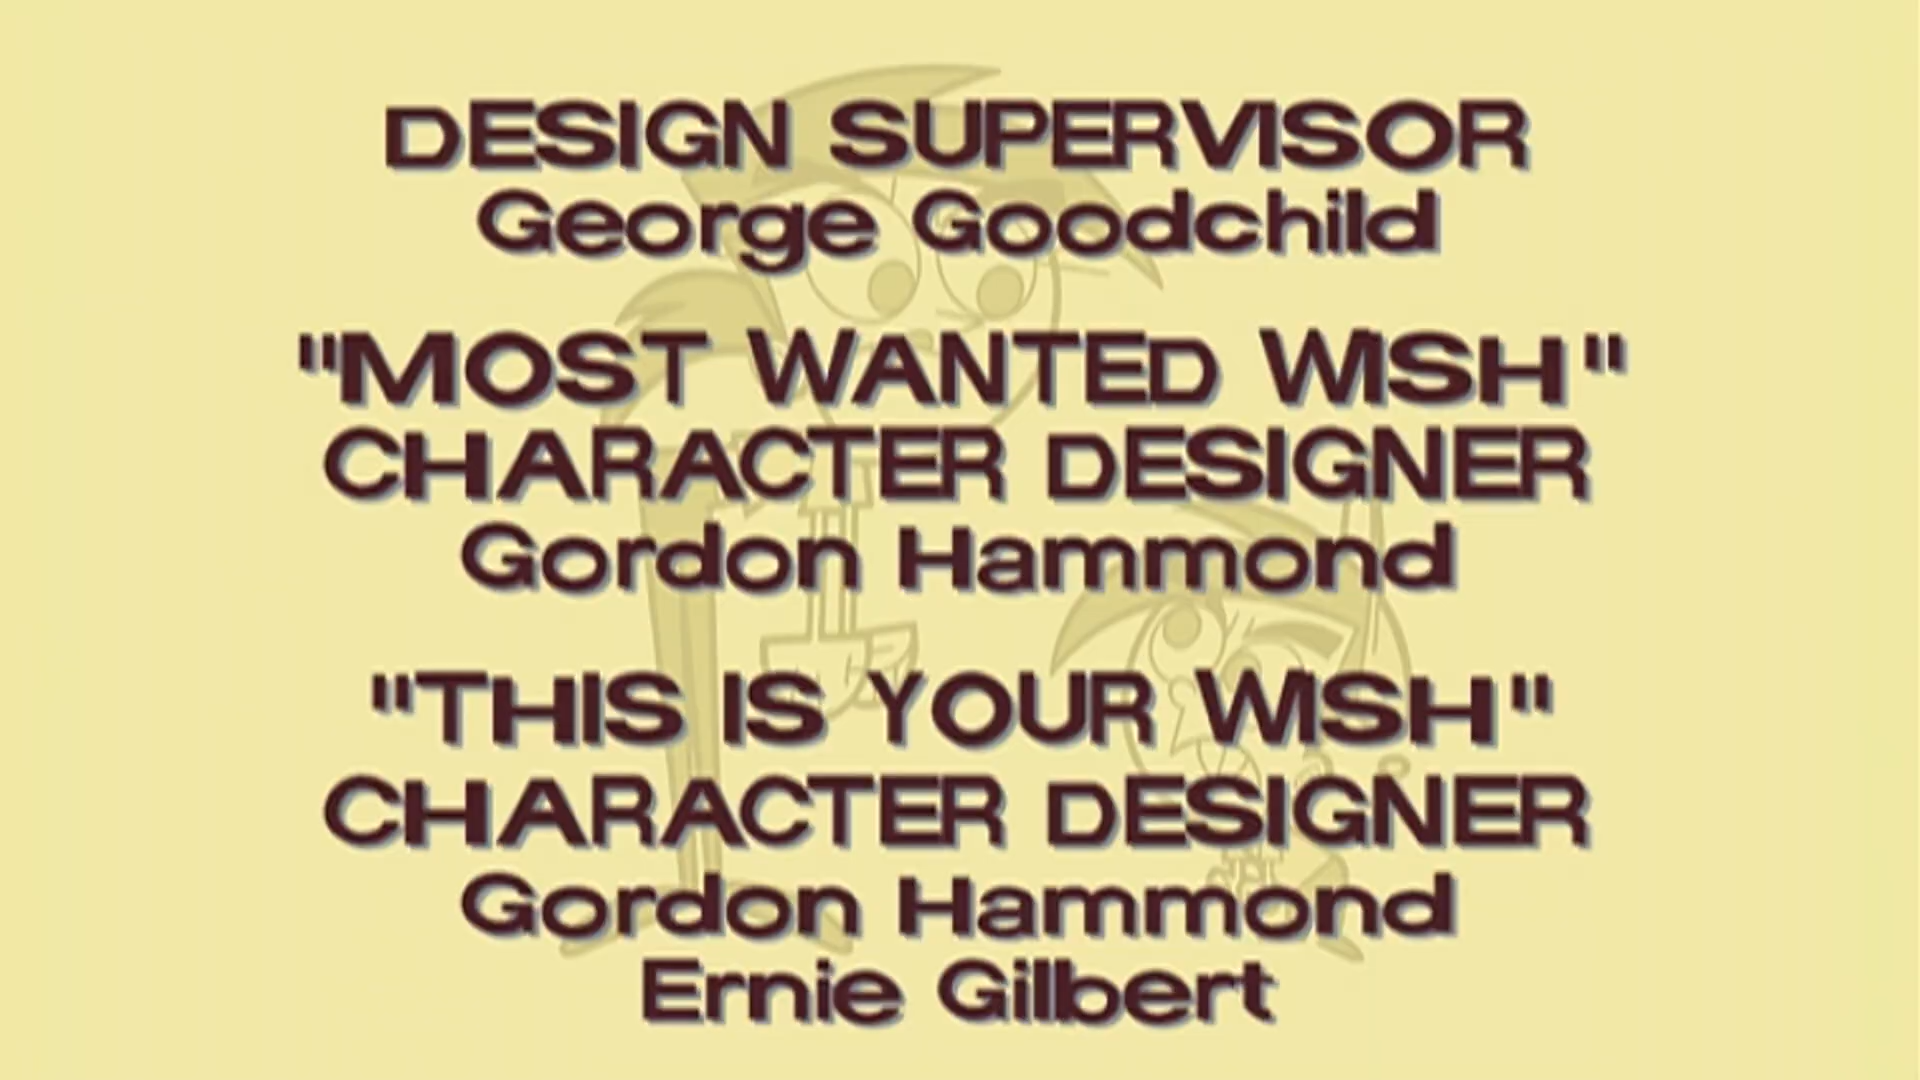 DESIGN SUPERVISOR
George Goodchild
"MOST WANTED WISH"
CHARACTER DESIGNER
Gordon Hammond
"THIS IS YOUR WISH"
CHARACTER DESIGNER
Gordon Hammond
Ernie Gilbert